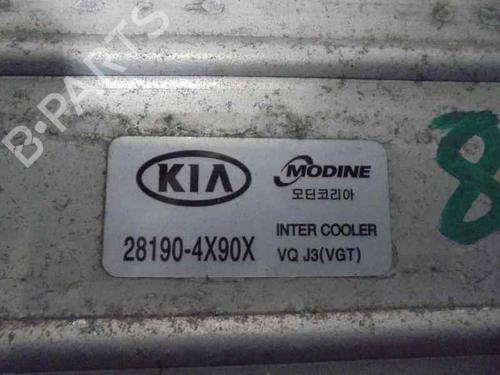 B-PARTS
KIA
MODINE
모딘코리아
28190-4X90X
INTER COOLER
VQ J3(VGT)
8